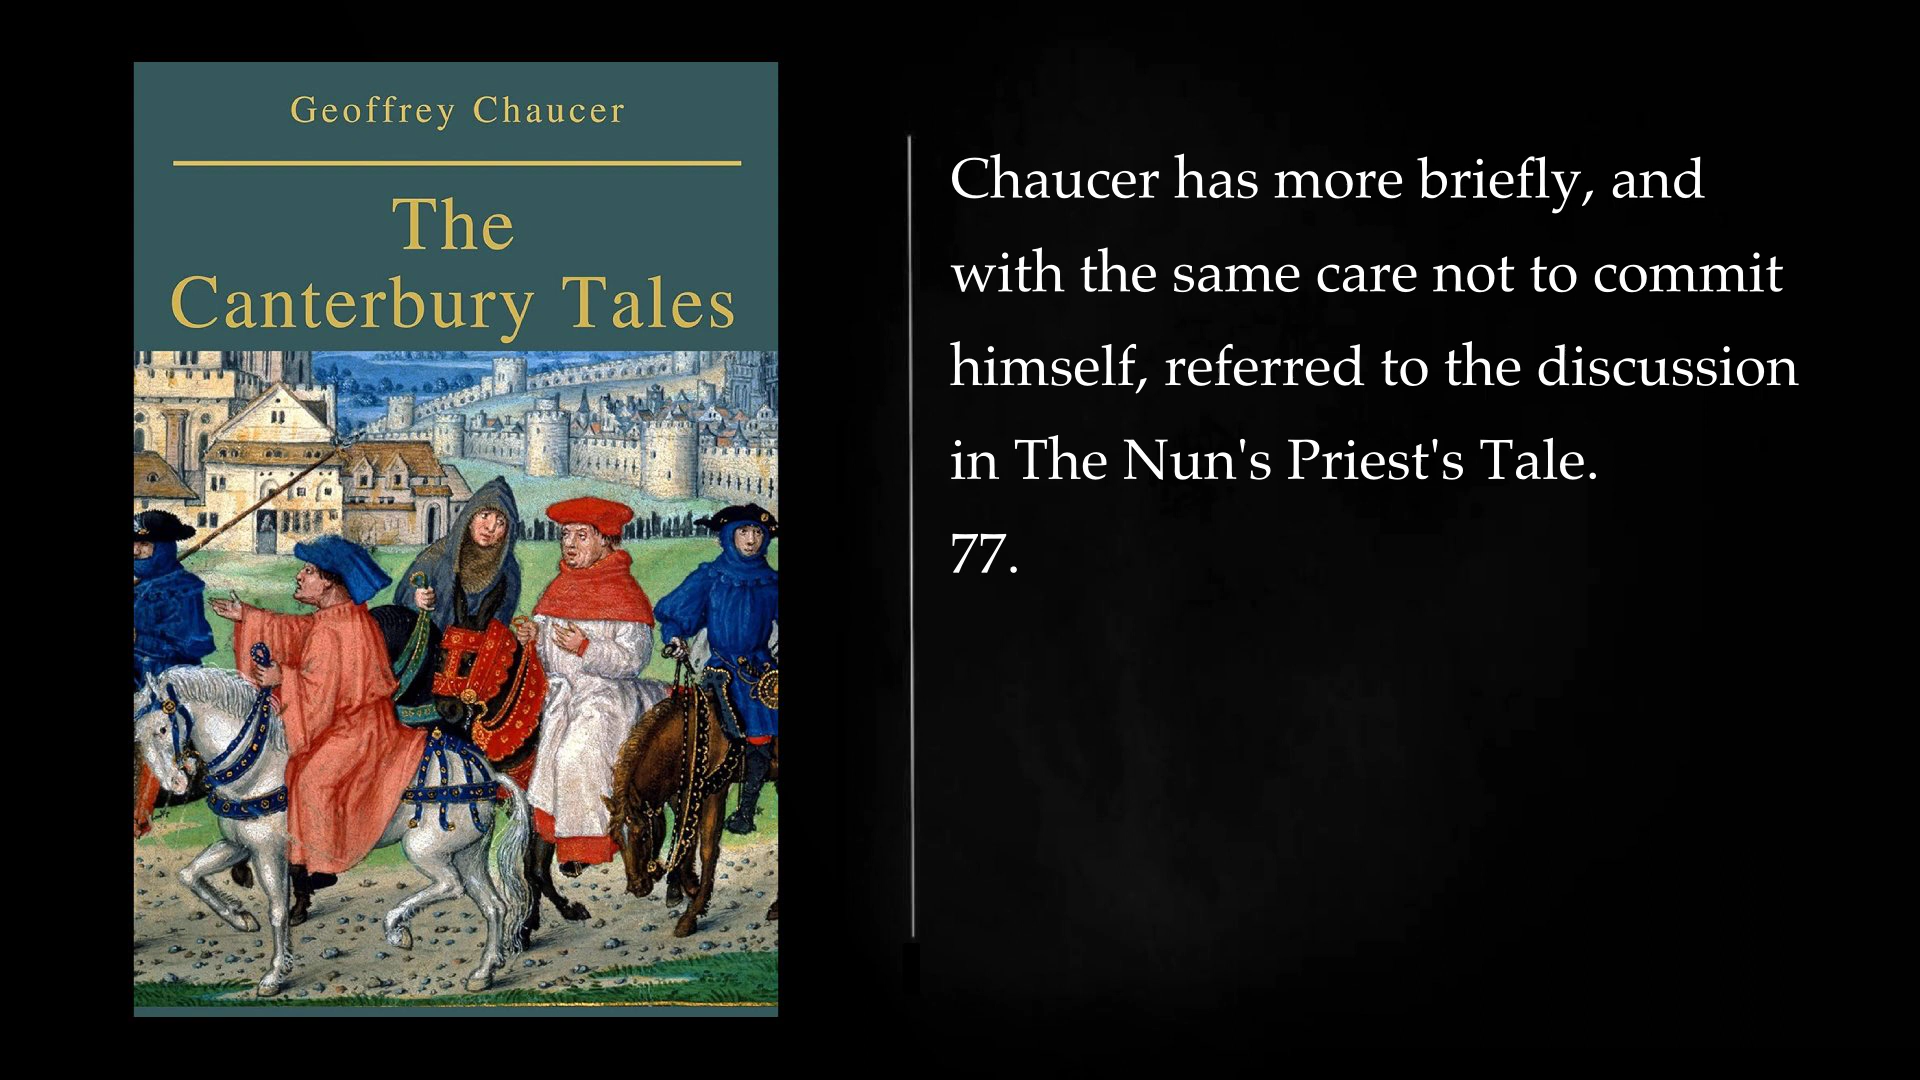 Geoffrey Chaucer
The
Canterbury Tales
Chaucer has more briefly, and
with the same care not to commit
himself, referred to the discussion
in The Nun's Priest's Tale.
77.